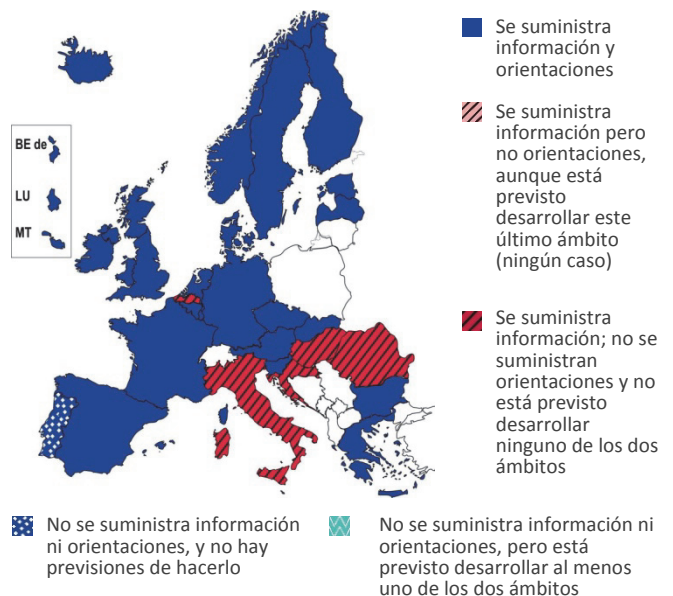 Se suministra
información y
orientaciones
Se suministra
información pero
no orientaciones,
aunque está
previsto
desarrollar este
último ámbito
(ningún caso)
Se suministra
información; no se
suministran
orientaciones y no
está previsto
desarrollar
ninguno de los dos
ámbitos
BE de
LU
MT
No se suministra información
ni orientaciones, y no hay
previsiones de hacerlo
No se suministra información ni
orientaciones, pero está
previsto desarrollar al menos
uno de los dos ámbitos